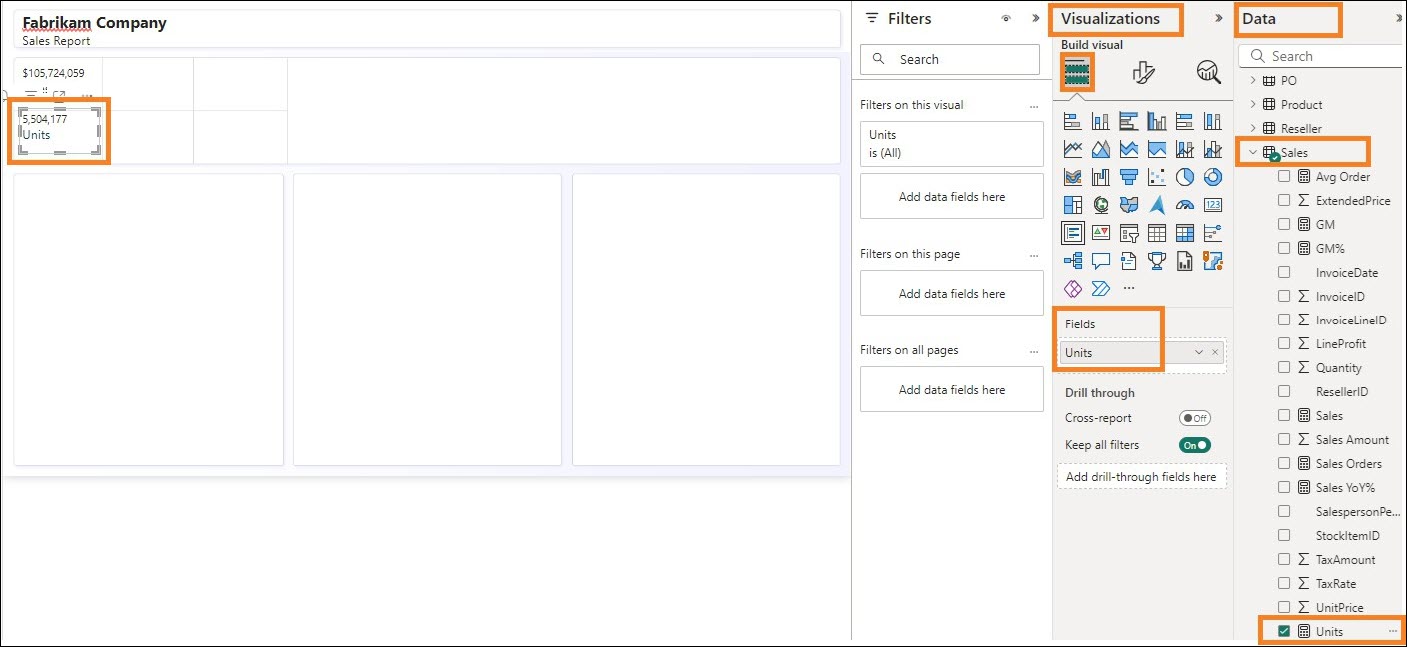 Fabrikam Company
Sales Report
$105,724,059
5,504,177
Units
Filters
Search
Filters on this visual
...
Units
is (All)
Add data fields here
Filters on this page
...
Add data fields here
Filters on all pages
...
Add data fields here
Visualizations
Build visual
123
...
Fields
Units
Drill through
Cross-report
Off
Keep all filters
On
Add drill-through fields here
Data
Search
PO
Product
Reseller
Sales
Avg Order
ExtendedPrice
GM
GM%
InvoiceDate
InvoiceID
InvoiceLineID
LineProfit
Quantity
ResellerID
Sales
Sales Amount
Sales Orders
Sales YoY%
SalespersonPe...
StockItemID
TaxAmount
TaxRate
UnitPrice
Units
...